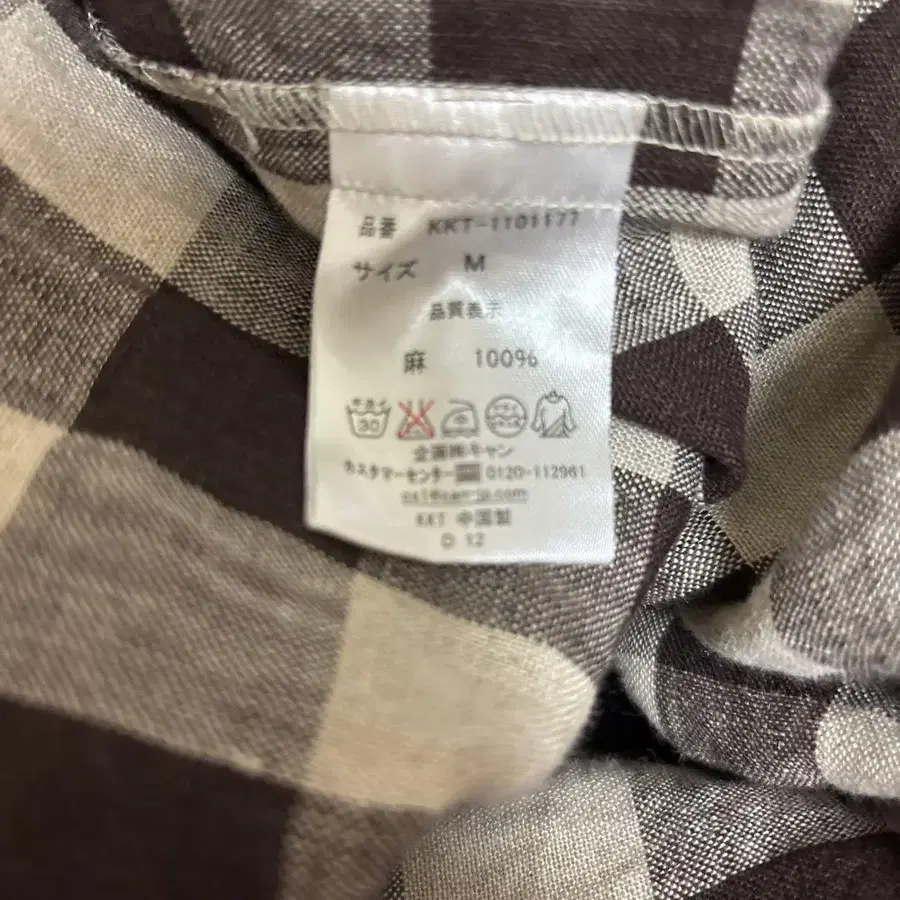 品番 KKT-1101177
サイズ M
品質表示
麻 100%
30
企画㈱キャン
カスタマーセンター 0120-112961
KKT 中国製
D 12